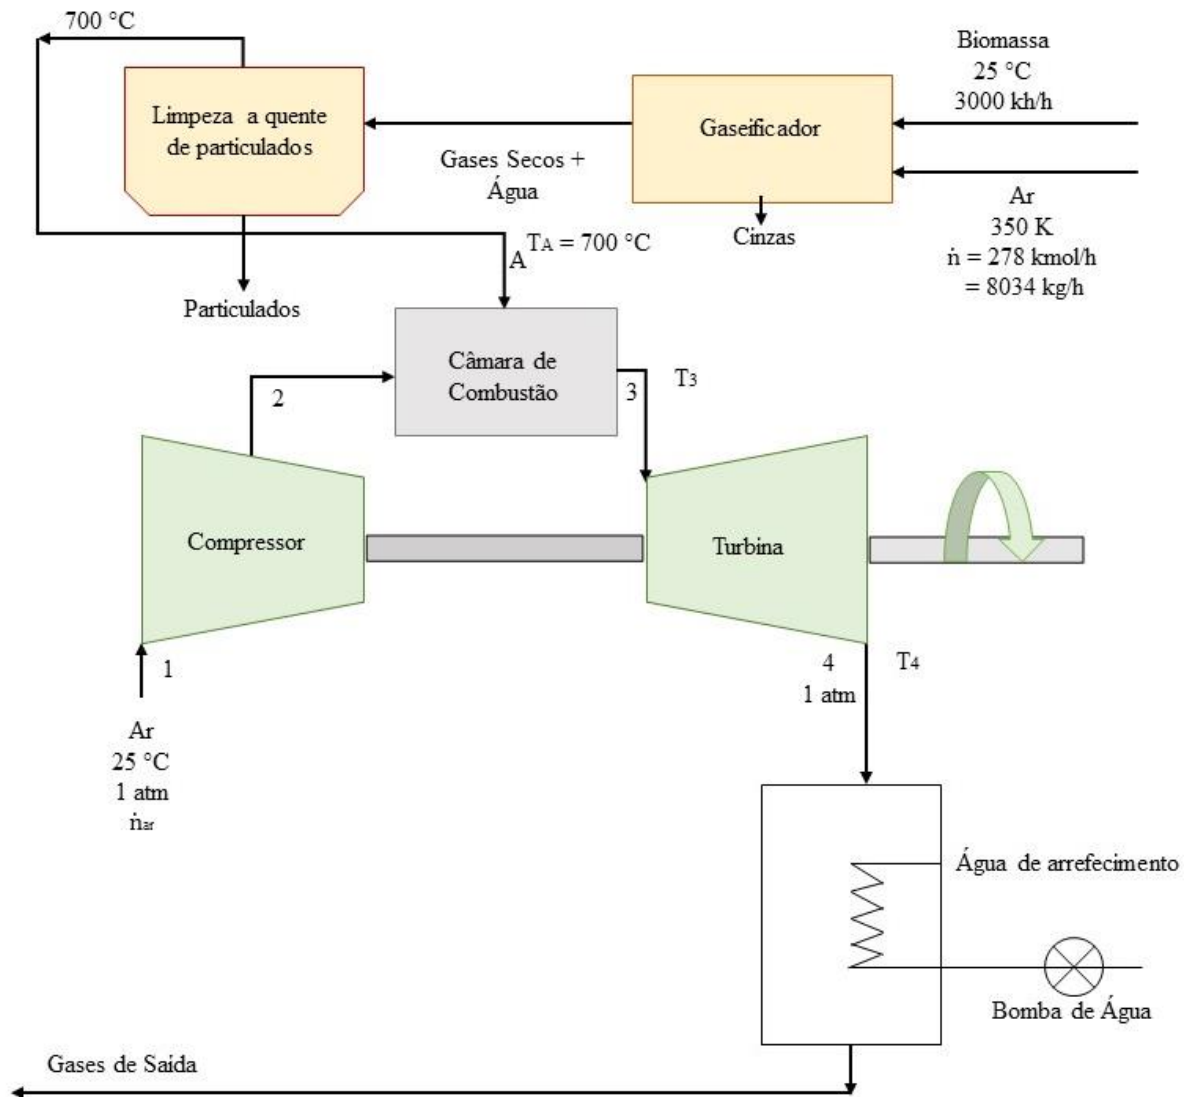 700 °C
Limpeza a quente
de particulados
Gaseificador
Biomassa
25 °C
3000 kh/h
Ar
350 K
ṅ = 278 kmol/h
= 8034 kg/h
Gases Secos +
Água
Cinzas
Particulados
TA = 700 °C
A
Câmara de
Combustão
2
3
T3
Compressor
Turbina
1
Ar
25 °C
1 atm
ṅar
4
1 atm
T4
Água de arrefecimento
Bomba de Água
Gases de Saída